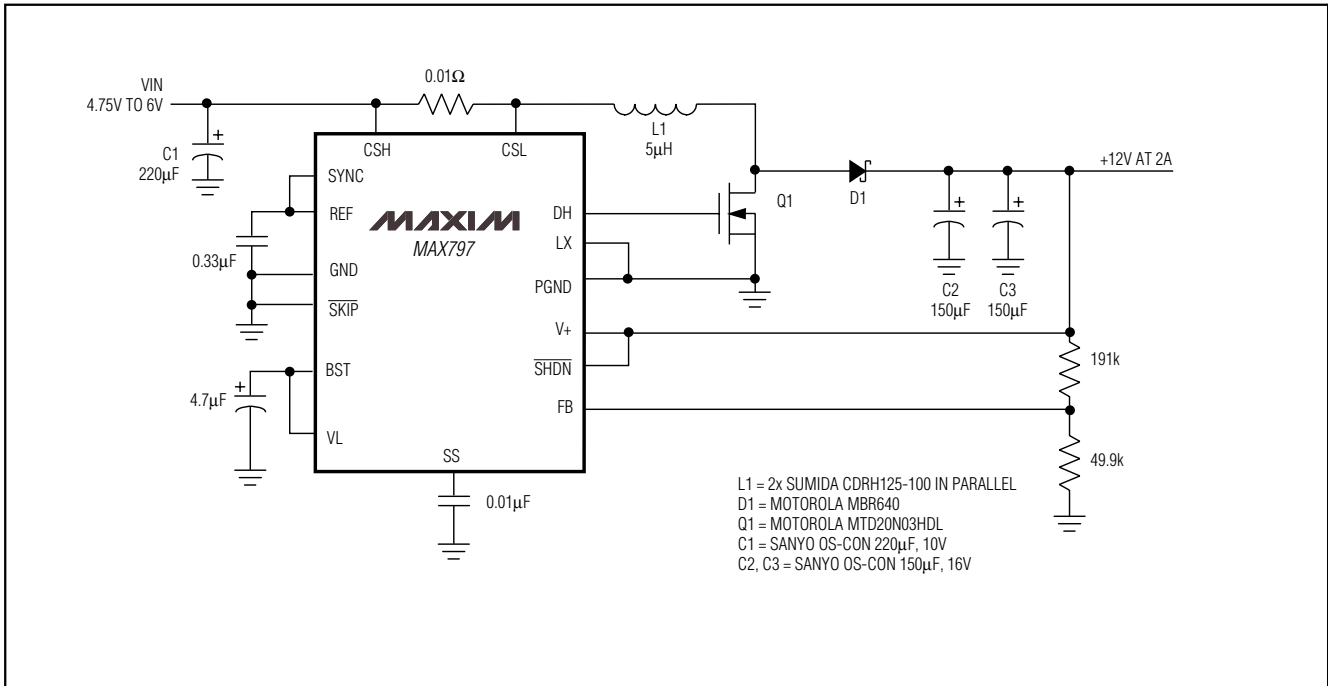 VIN
4.75V TO 6V
0.01Ω
C1
220μF
+
CSH
CSL
L1
5μH
+12V AT 2A
SYNC
REF
0.33μF
GND
S̅K̅I̅P̅
MAXIM
MAX797
DH
LX
PGND
Q1
D1
+
C2
150μF
+
C3
150μF
V+
S̅H̅D̅N̅
FB
191k
49.9k
BST
+
4.7μF
VL
SS
0.01μF
L1 = 2x SUMIDA CDRH125-100 IN PARALLEL
D1 = MOTOROLA MBR640
Q1 = MOTOROLA MTD20N03HDL
C1 = SANYO OS-CON 220μF, 10V
C2, C3 = SANYO OS-CON 150μF, 16V